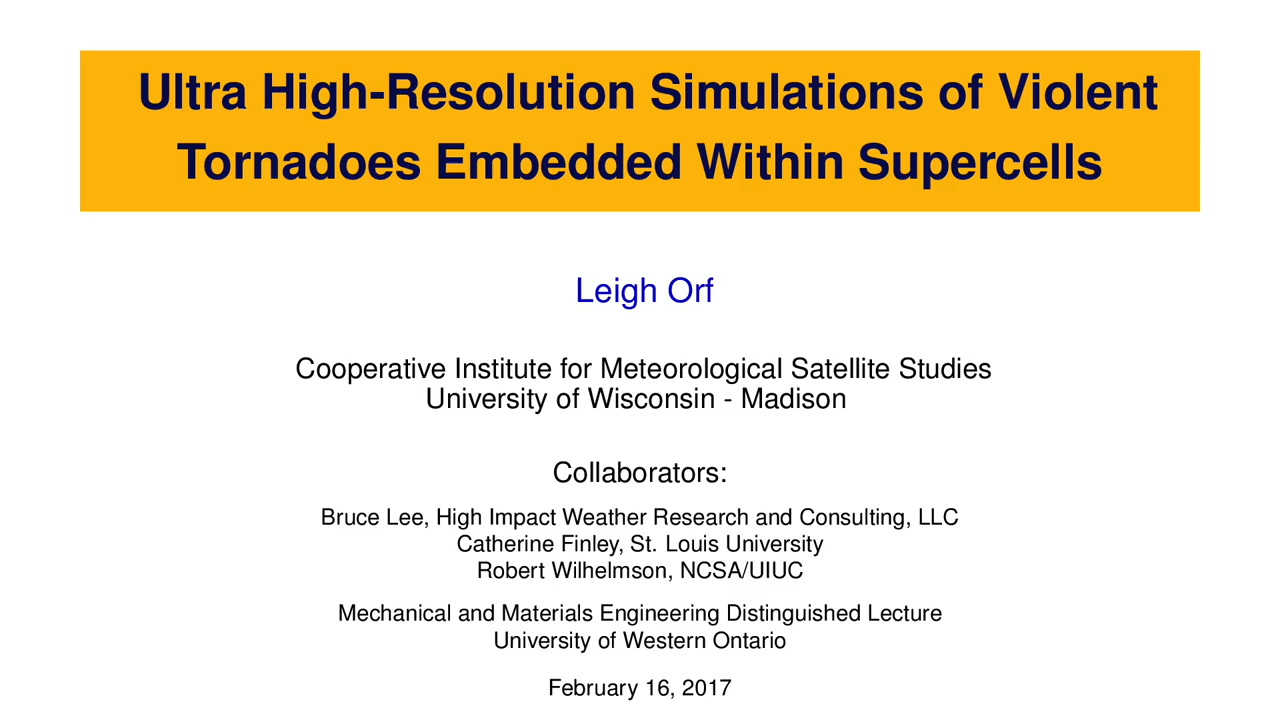 Ultra High-Resolution Simulations of Violent
Tornadoes Embedded Within Supercells
Leigh Orf
Cooperative Institute for Meteorological Satellite Studies
University of Wisconsin - Madison
Collaborators:
Bruce Lee, High Impact Weather Research and Consulting, LLC
Catherine Finley, St. Louis University
Robert Wilhelmson, NCSA/UIUC
Mechanical and Materials Engineering Distinguished Lecture
University of Western Ontario
February 16, 2017